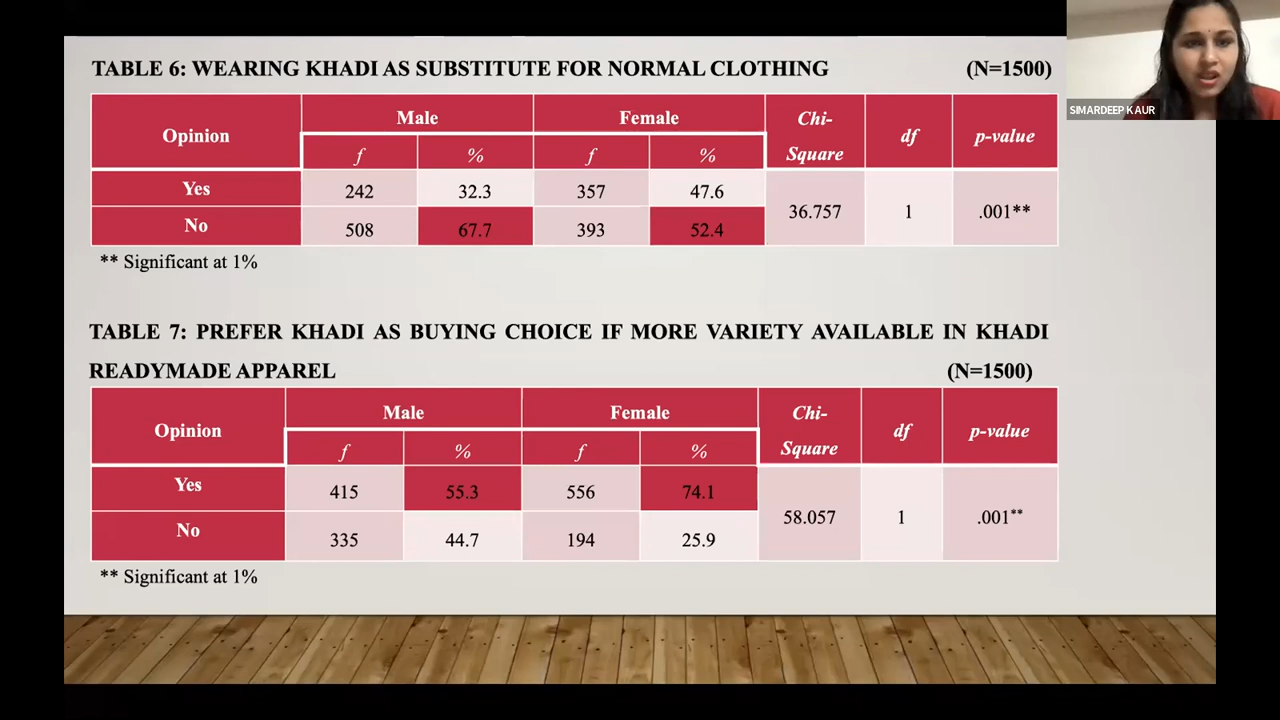 TABLE 6: WEARING KHADI AS SUBSTITUTE FOR NORMAL CLOTHING (N=1500)
Opinion Male Female Chi-Square df p-value
f % f %
Yes 242 32.3 357 47.6 36.757 1 .001**
No 508 67.7 393 52.4
** Significant at 1%
TABLE 7: PREFER KHADI AS BUYING CHOICE IF MORE VARIETY AVAILABLE IN KHADI
READYMADE APPAREL (N=1500)
Opinion Male Female Chi-Square df p-value
f % f %
Yes 415 55.3 556 74.1 58.057 1 .001**
No 335 44.7 194 25.9
** Significant at 1%
SIMARDEEP KAUR